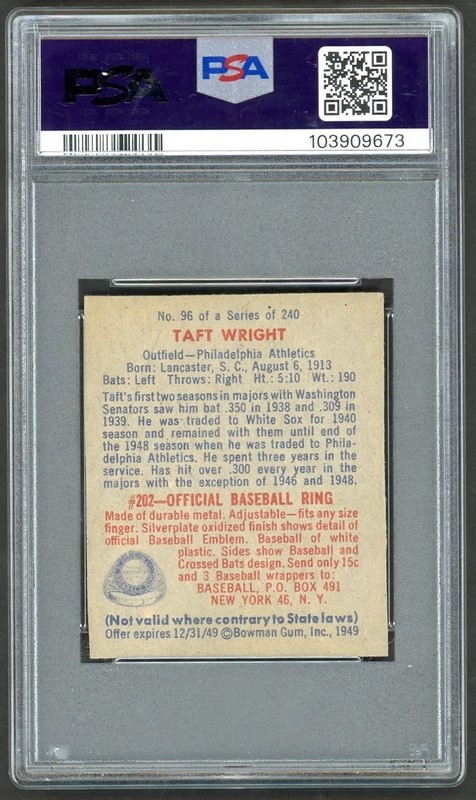 PSA
PSA
103909673
No. 96 of a Series of 240
TAFT WRIGHT
Outfield—Philadelphia Athletics
Born: Lancaster, S. C., August 6, 1913
Bats: Left Throws: Right Ht.: 5:10 Wt.: 190
Taft's first two seasons in majors with Washington
Senators saw him bat .350 in 1938 and .309 in
1939. He was traded to White Sox for 1940
season and remained with them until end of
the 1948 season when he was traded to Phila-
delphia Athletics. He spent three years in the
service. Has hit over .300 every year in the
majors with the exception of 1946 and 1948.
#202—OFFICIAL BASEBALL RING
Made of durable metal. Adjustable—fits any size
finger. Silverplate oxidized finish shows detail of
official Baseball Emblem. Baseball of white
plastic. Sides show Baseball and
Crossed Bats design. Send only 15c
and 3 Baseball wrappers to:
BASEBALL, P.O. BOX 491
NEW YORK 46, N. Y.
(Not valid where contrary to State laws)
Offer expires 12/31/49 ©Bowman Gum, Inc., 1949